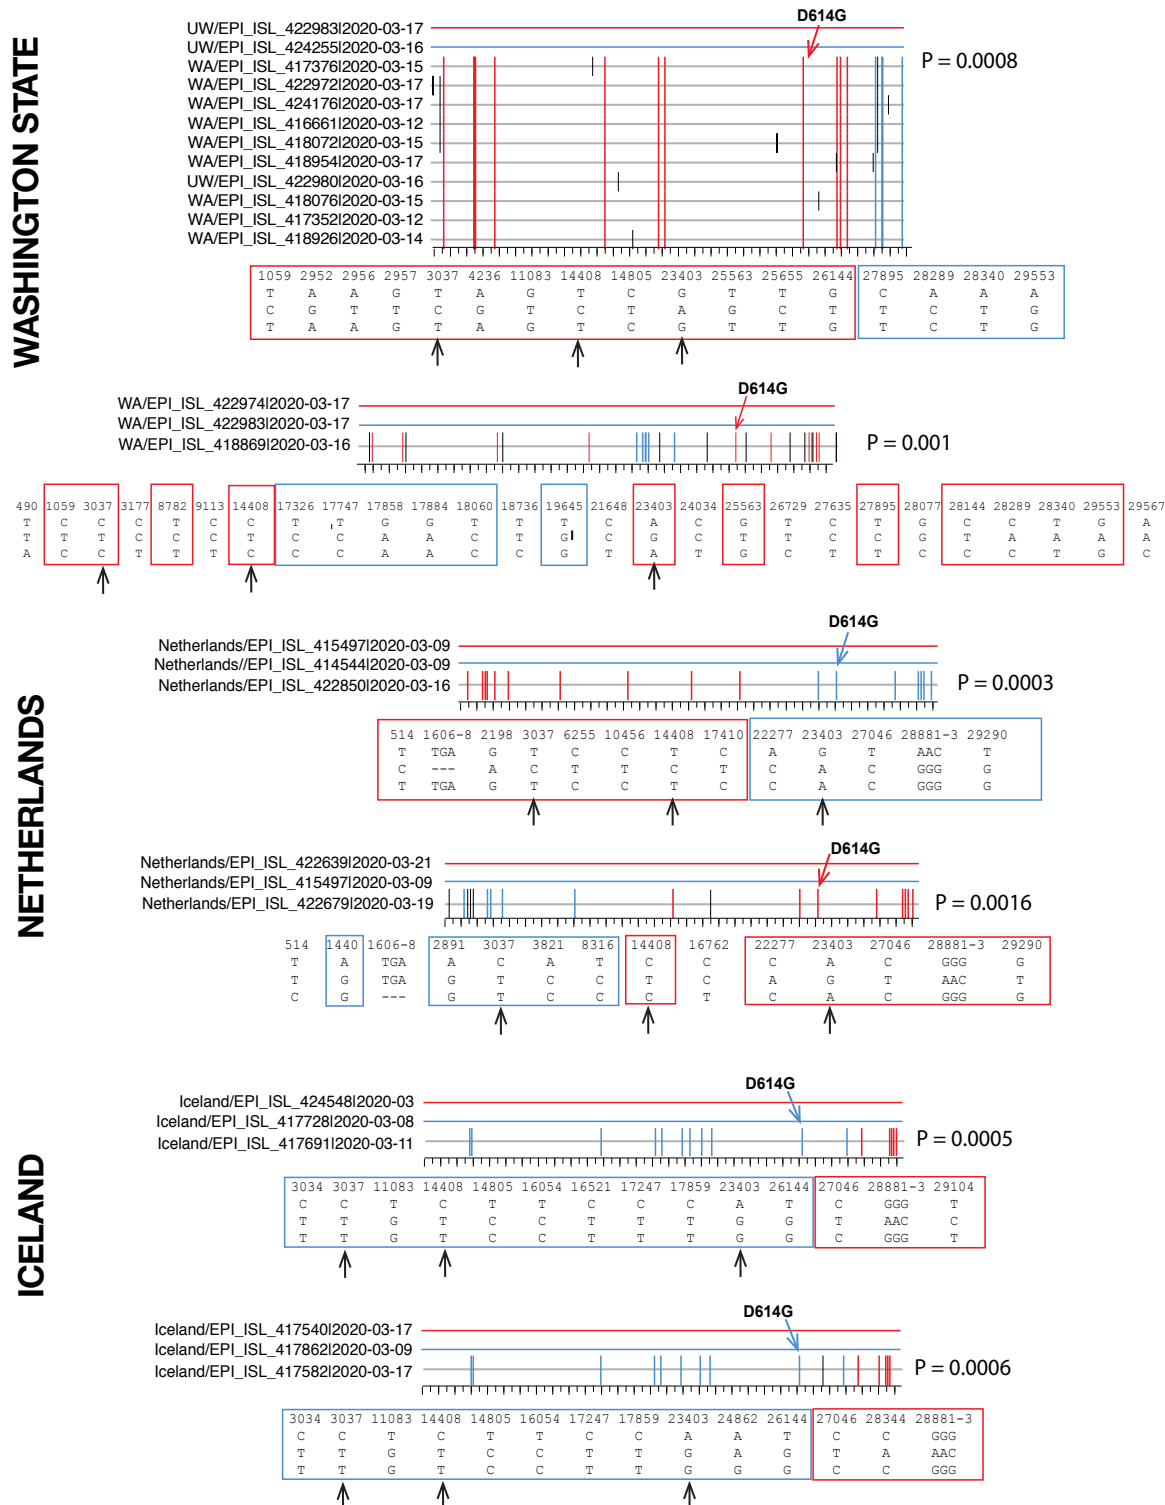 WASHINGTON STATE
D614G
UW/EPI_ISL_422983|2020-03-17
UW/EPI_ISL_424255|2020-03-16
WA/EPI_ISL_417376|2020-03-15
P = 0.0008
WA/EPI_ISL_422972|2020-03-17
WA/EPI_ISL_424176|2020-03-17
WA/EPI_ISL_416661|2020-03-12
WA/EPI_ISL_418072|2020-03-15
WA/EPI_ISL_418954|2020-03-17
UW/EPI_ISL_422980|2020-03-16
WA/EPI_ISL_418076|2020-03-15
WA/EPI_ISL_417352|2020-03-12
WA/EPI_ISL_418926|2020-03-14
1059 2952 2956 2957 3037 4236 11083 14408 14805 23403 25563 25655 26144 27895 28289 28340 29553
T A A G T A G T C G T T G C A A A
C G T T C G T C T A G C T T C T G
T A A G T A G T C G T T G T C T G
D614G
WA/EPI_ISL_422974|2020-03-17
WA/EPI_ISL_422983|2020-03-17
WA/EPI_ISL_418869|2020-03-16
P = 0.001
490 1059 3037 3177 8782 9113 14408 17326 17747 17858 17884 18060 18736 19645 21648 23403 24034 25563 26729 27635 27895 28077 28144 28289 28340 29553 29567
T C C C T C C T T G G T T T C A C G T T C G C C T G A
T C T C C C T C C A A C T G C G C T C C T G T A A A A
A C C T C T C C C A A C C G T A T G C T C C C C T G C
NETHERLANDS
D614G
Netherlands/EPI_ISL_415497|2020-03-09
Netherlands//EPI_ISL_414544|2020-03-09
Netherlands/EPI_ISL_422850|2020-03-16
P = 0.0003
514 1606-8 2198 3037 6255 10456 14408 17410 22277 23403 27046 28881-3 29290
T TGA G T C C T C A G T AAC T
C --- A C T T C T C A C GGG G
T TGA G T C C T C C A C GGG G
D614G
Netherlands/EPI_ISL_422639|2020-03-21
Netherlands/EPI_ISL_415497|2020-03-09
Netherlands/EPI_ISL_422679|2020-03-19
P = 0.0016
514 1440 1606-8 2891 3037 3821 8316 14408 16762 22277 23403 27046 28881-3 29290
T A TGA A C A T C C C A C GGG G
T G TGA G T C C T C A G T AAC T
C G --- G T C C C T C A C GGG G
ICELAND
D614G
Iceland/EPI_ISL_424548|2020-03
Iceland/EPI_ISL_417728|2020-03-08
Iceland/EPI_ISL_417691|2020-03-11
P = 0.0005
3034 3037 11083 14408 14805 16054 16521 17247 17859 23403 26144 27046 28881-3 29104
C C T C T T C C C A T C GGG T
T T G T C C T T T G G T AAC C
T T G T C C T T T G G C GGG T
D614G
Iceland/EPI_ISL_417540|2020-03-17
Iceland/EPI_ISL_417862|2020-03-09
Iceland/EPI_ISL_417582|2020-03-17
P = 0.0006
3034 3037 11083 14408 14805 16054 17247 17859 23403 24862 26144 27046 28344 28881-3
C C T C T T C C A A T C C GGG
T T G T C C T T G A G T A AAC
T T G T C C T T G G G C C GGG